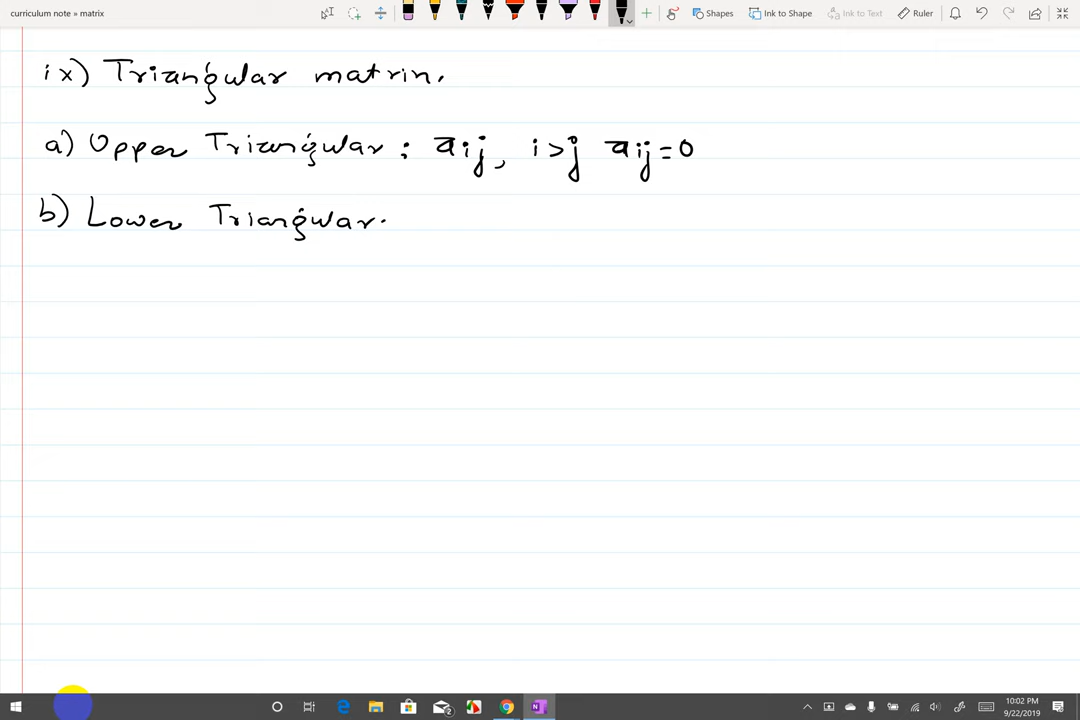 curriculum note » matrix
Shapes
Ink to Shape
Ink to Text
Ruler
ix) Triangular matrin.
a) Upper Triangular : aij, i>j aij=0
b) Lower Triangular.
10:02 PM
9/22/2019